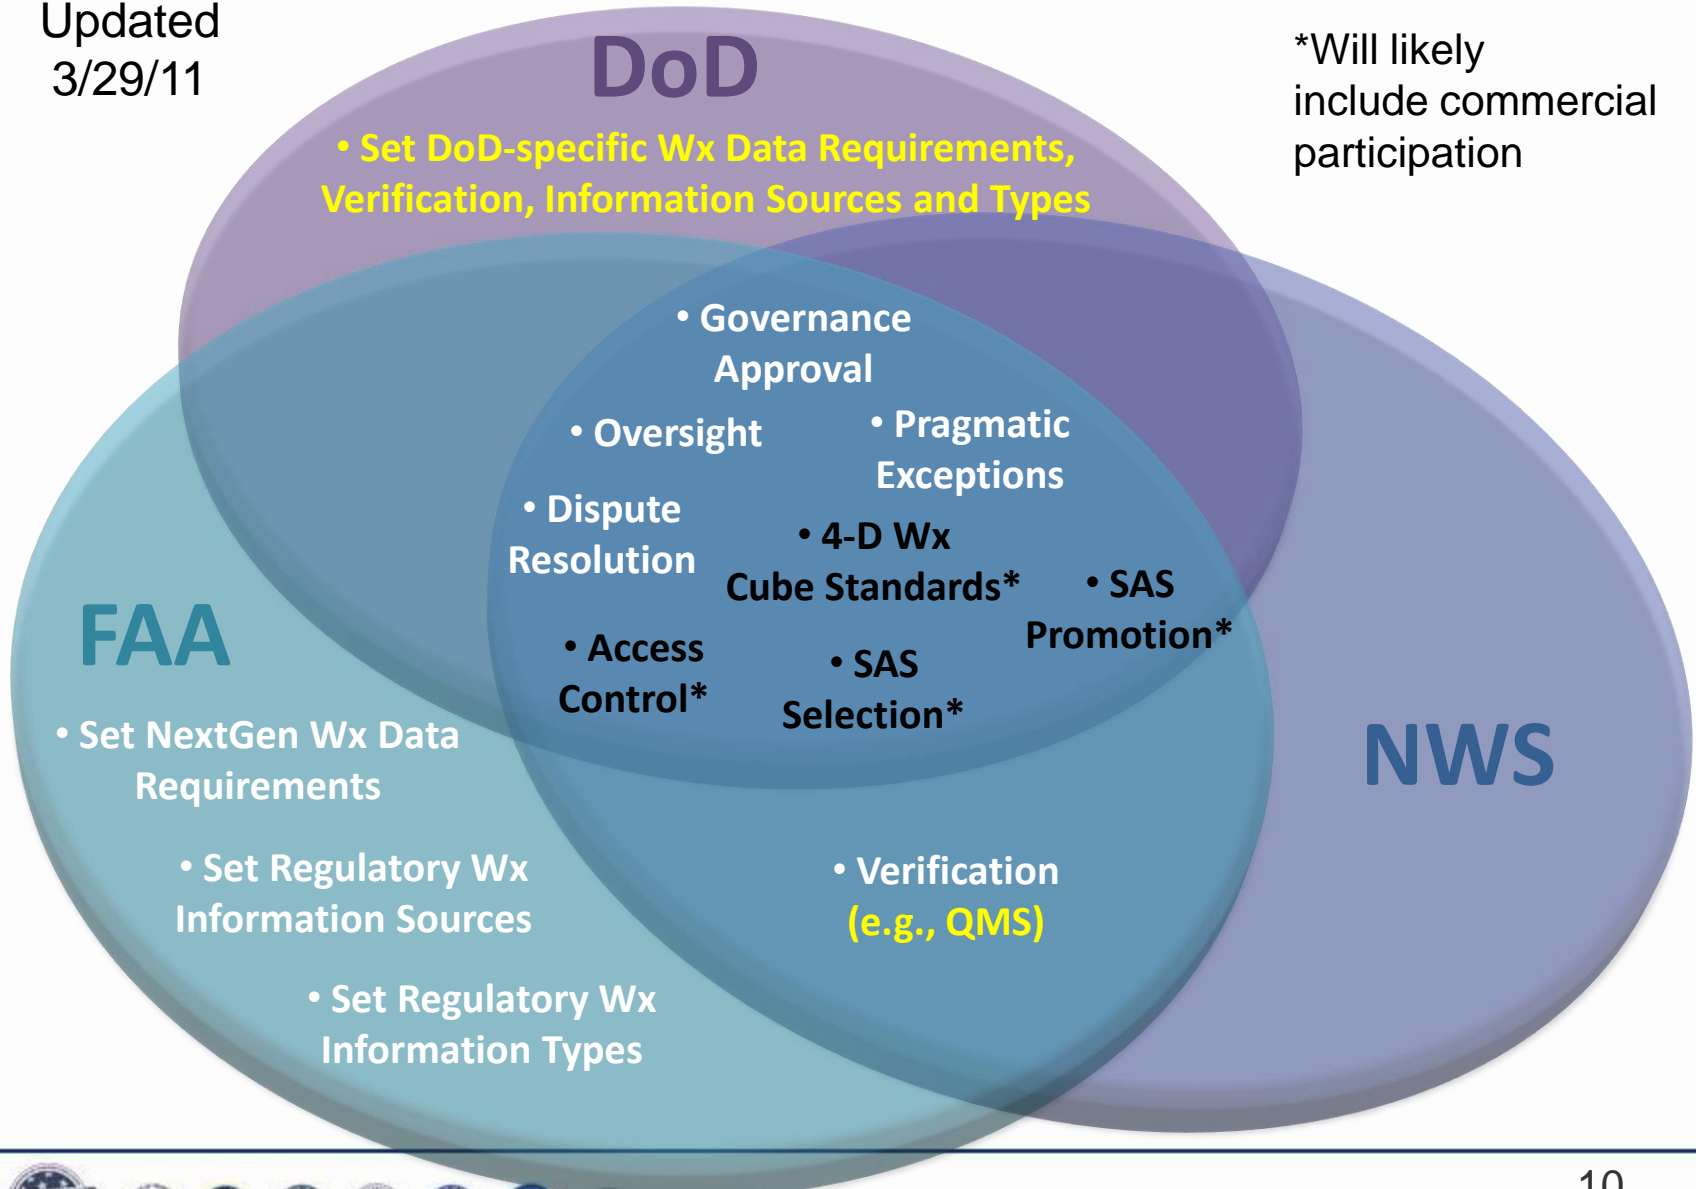 Updated
3/29/11
DoD
*Will likely
include commercial
participation
• Set DoD-specific Wx Data Requirements,
Verification, Information Sources and Types
• Governance
Approval
• Oversight
• Pragmatic
Exceptions
• Dispute
Resolution
• 4-D Wx
Cube Standards*
• SAS
Promotion*
• Access
Control*
• SAS
Selection*
FAA
• Set NextGen Wx Data
Requirements
• Set Regulatory Wx
Information Sources
• Set Regulatory Wx
Information Types
NWS
• Verification
(e.g., QMS)
10